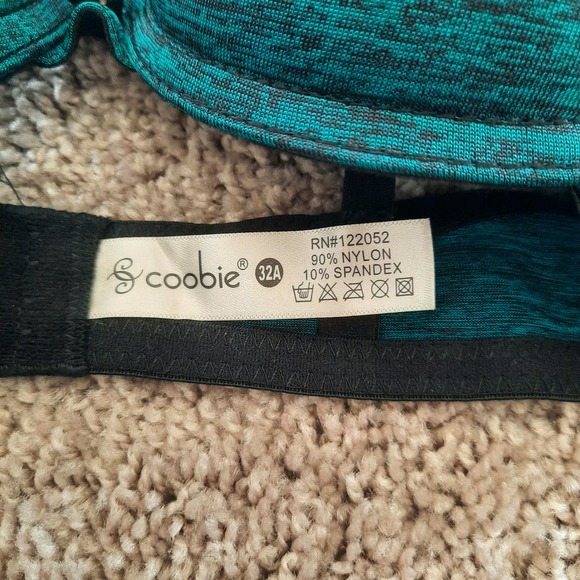 coobie® 32A
RN#122052
90% NYLON
10% SPANDEX